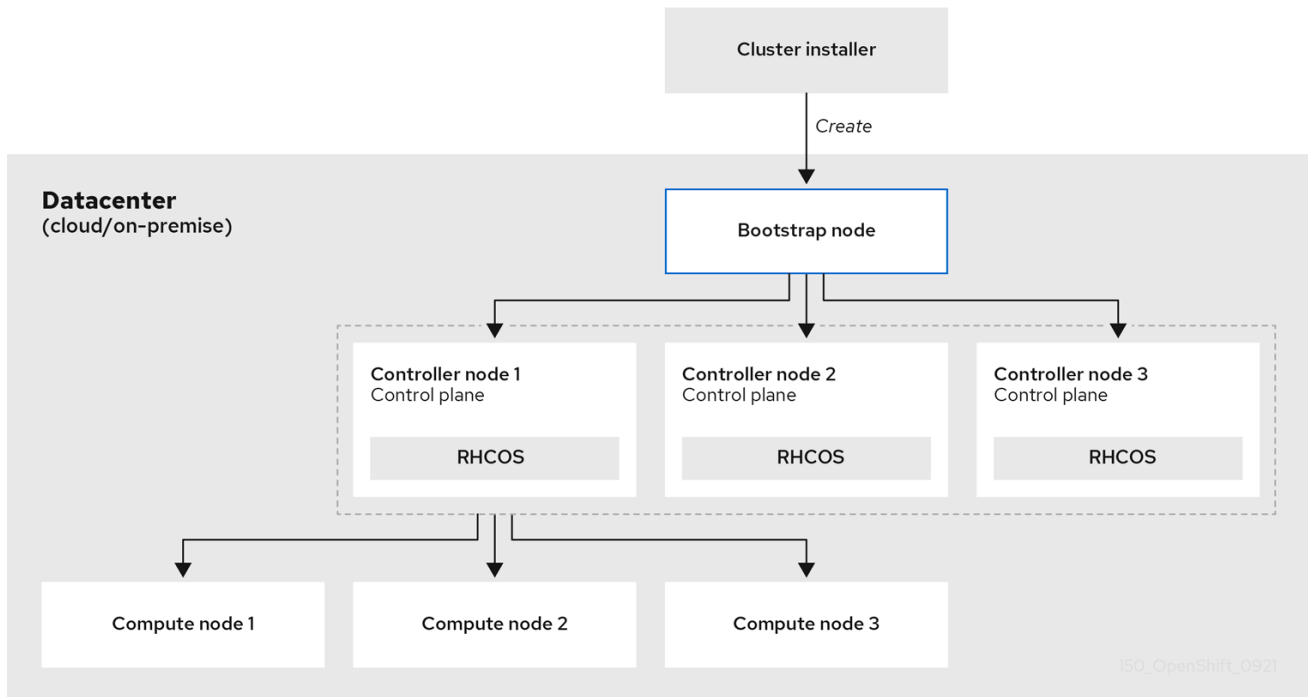 Cluster installer
Create
Datacenter
(cloud/on-premise)
Bootstrap node
Controller node 1
Control plane
RHCOS
Controller node 2
Control plane
RHCOS
Controller node 3
Control plane
RHCOS
Compute node 1
Compute node 2
Compute node 3
150_OpenShift_0921